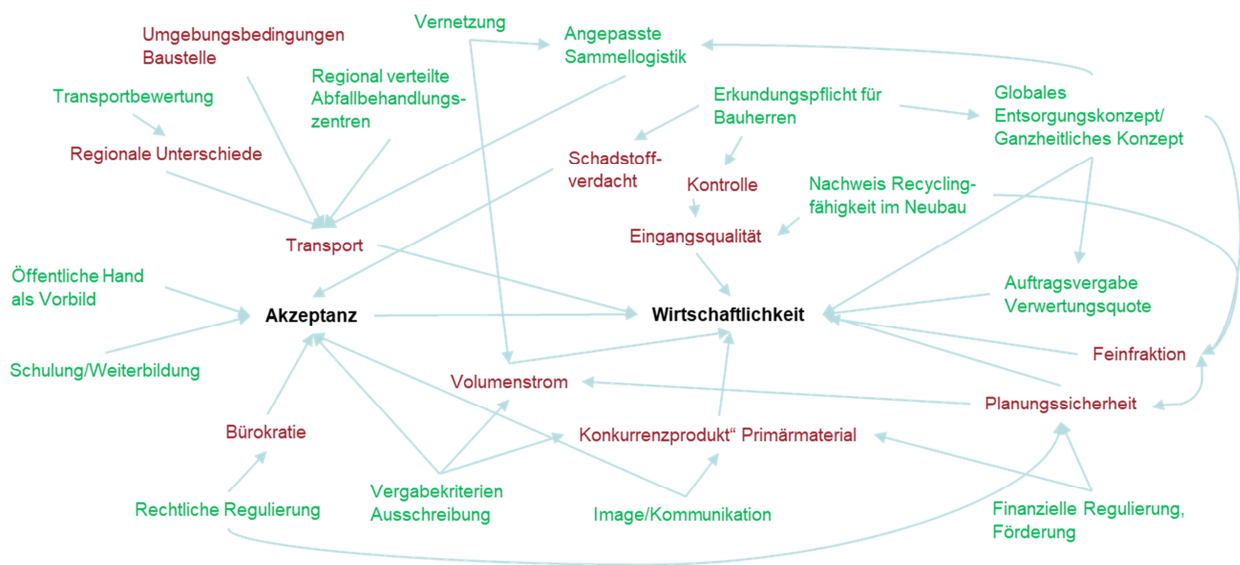 Vernetzung
Umgebungsbedingungen
Baustelle
Angepasste
Sammellogistik
Regional verteilte
Abfallbehandlungs-
zentren
Transportbewertung
Erkundungspflicht für
Bauherren
Globales
Entsorgungskonzept/
Ganzheitliches Konzept
Regionale Unterschiede
Schadstoff-
verdacht
Kontrolle
Nachweis Recycling-
fähigkeit im Neubau
Transport
Eingangsqualität
Öffentliche Hand
als Vorbild
Auftragsvergabe
Verwertungsquote
Akzeptanz
Wirtschaftlichkeit
Feinfraktion
Schulung/Weiterbildung
Volumenstrom
Planungssicherheit
Bürokratie
Konkurrenzprodukt“ Primärmaterial
Rechtliche Regulierung
Vergabekriterien
Ausschreibung
Image/Kommunikation
Finanzielle Regulierung,
Förderung